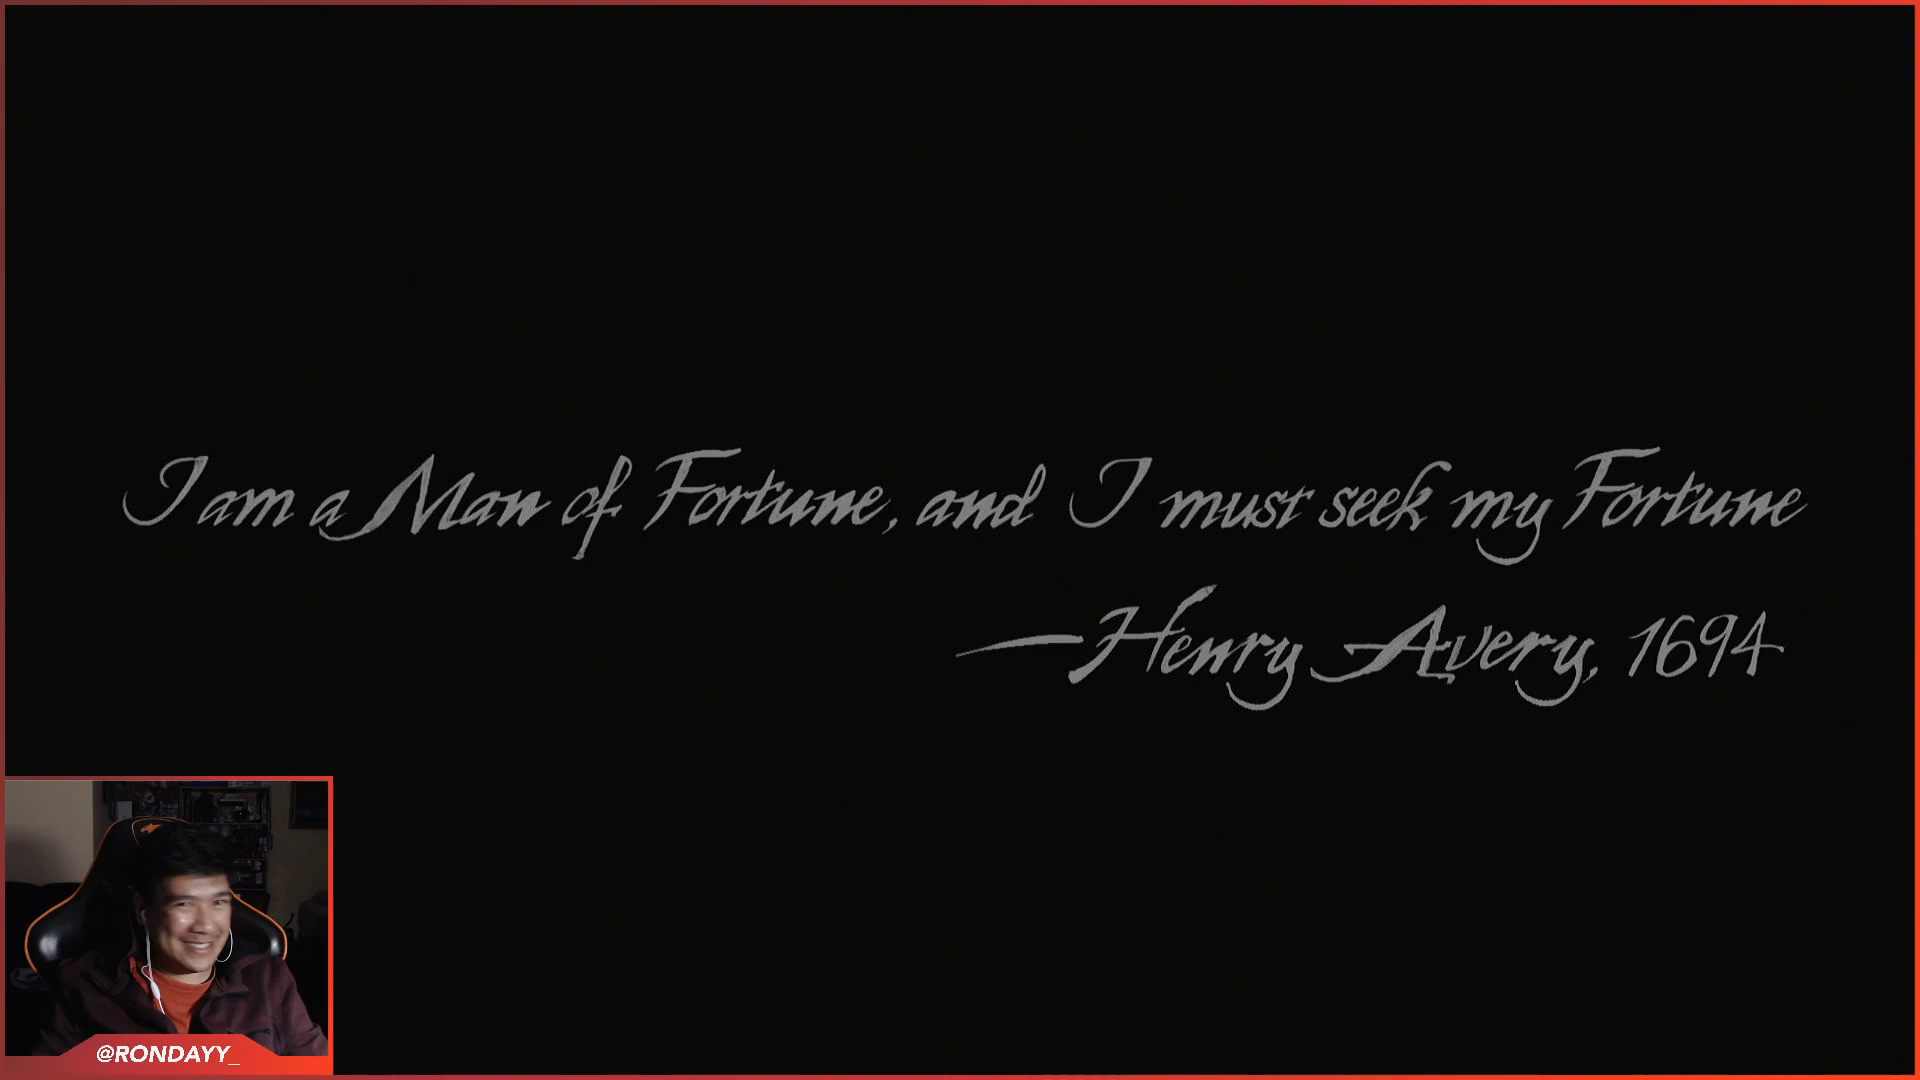 I am a Man of Fortune, and I must seek my Fortune
—Henry Avery, 1694
@RONDAYY_